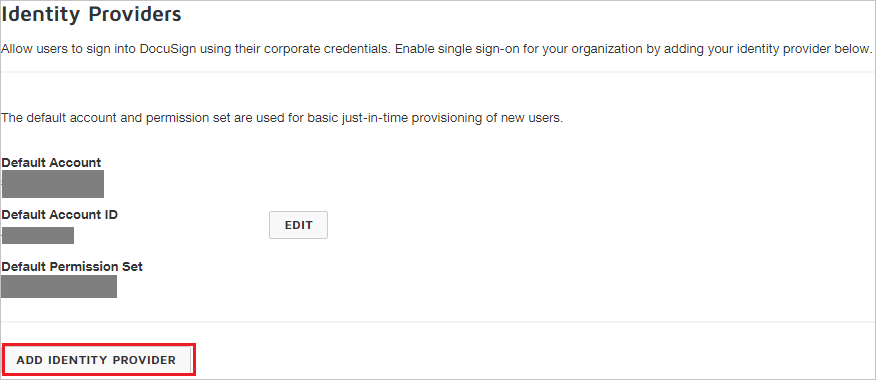 Identity Providers
Allow users to sign into DocuSign using their corporate credentials. Enable single sign-on for your organization by adding your identity provider below.
The default account and permission set are used for basic just-in-time provisioning of new users.
Default Account
Default Account ID
EDIT
Default Permission Set
ADD IDENTITY PROVIDER